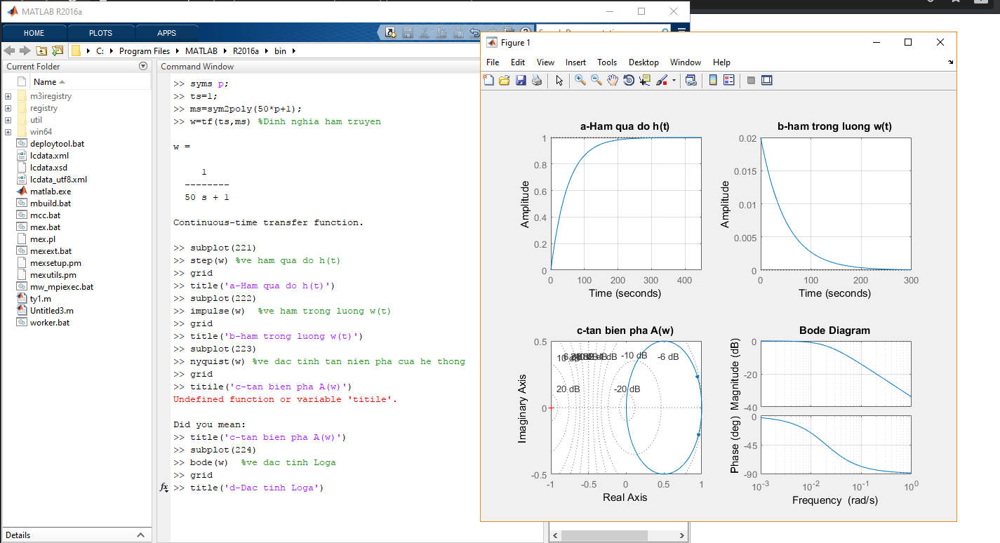 MATLAB R2016a
HOME PLOTS APPS
C: Program Files MATLAB R2016a bin
Current Folder
Name
m3iregistry
registry
util
win64
deploytool.bat
lcdata.xml
lcdata.xsd
lcdata_utf8.xml
matlab.exe
mbuild.bat
mcc.bat
mex.bat
mex.pl
mexext.bat
mexsetup.pm
mexutils.pm
mw_mpiexec.bat
ty1.m
Untitled3.m
worker.bat
Details
Command Window
>> syms p;
>> ts=1;
>> ms=sym2poly(50*p+1);
>> w=tf(ts,ms) %Dinh nghia ham truyen
w =
1
--------
50 s + 1
Continuous-time transfer function.
>> subplot(221)
>> step(w) %ve ham qua do h(t)
>> grid
>> title('a-Ham qua do h(t)')
>> subplot(222)
>> impulse(w) %ve ham trong luong w(t)
>> grid
>> title('b-ham trong luong w(t)')
>> subplot(223)
>> nyquist(w) %ve dac tinh tan nien pha cua he thong
>> grid
>> titile('c-tan bien pha A(w)')
Undefined function or variable 'titile'.
Did you mean:
>> title('c-tan bien pha A(w)')
>> subplot(224)
>> bode(w) %ve dac tinh Loga
>> grid
fx >> title('d-Dac tinh Loga')
Figure 1
File Edit View Insert Tools Desktop Window Help
a-Ham qua do h(t)
Amplitude
1
0.8
0.6
0.4
0.2
0
0 100 200 300 400
Time (seconds)
b-ham trong luong w(t)
Amplitude
0.02
0.015
0.01
0.005
0
0 100 200 300
Time (seconds)
c-tan bien pha A(w)
Imaginary Axis
0.5
0
-0.5
10 dB
-10 dB
-6 dB
20 dB
-20 dB
-1 -0.5 0 0.5 1
Real Axis
Bode Diagram
Magnitude (dB)
0
-20
-40
Phase (deg)
0
-45
-90
10^-3 10^-2 10^-1 10^0
Frequency (rad/s)